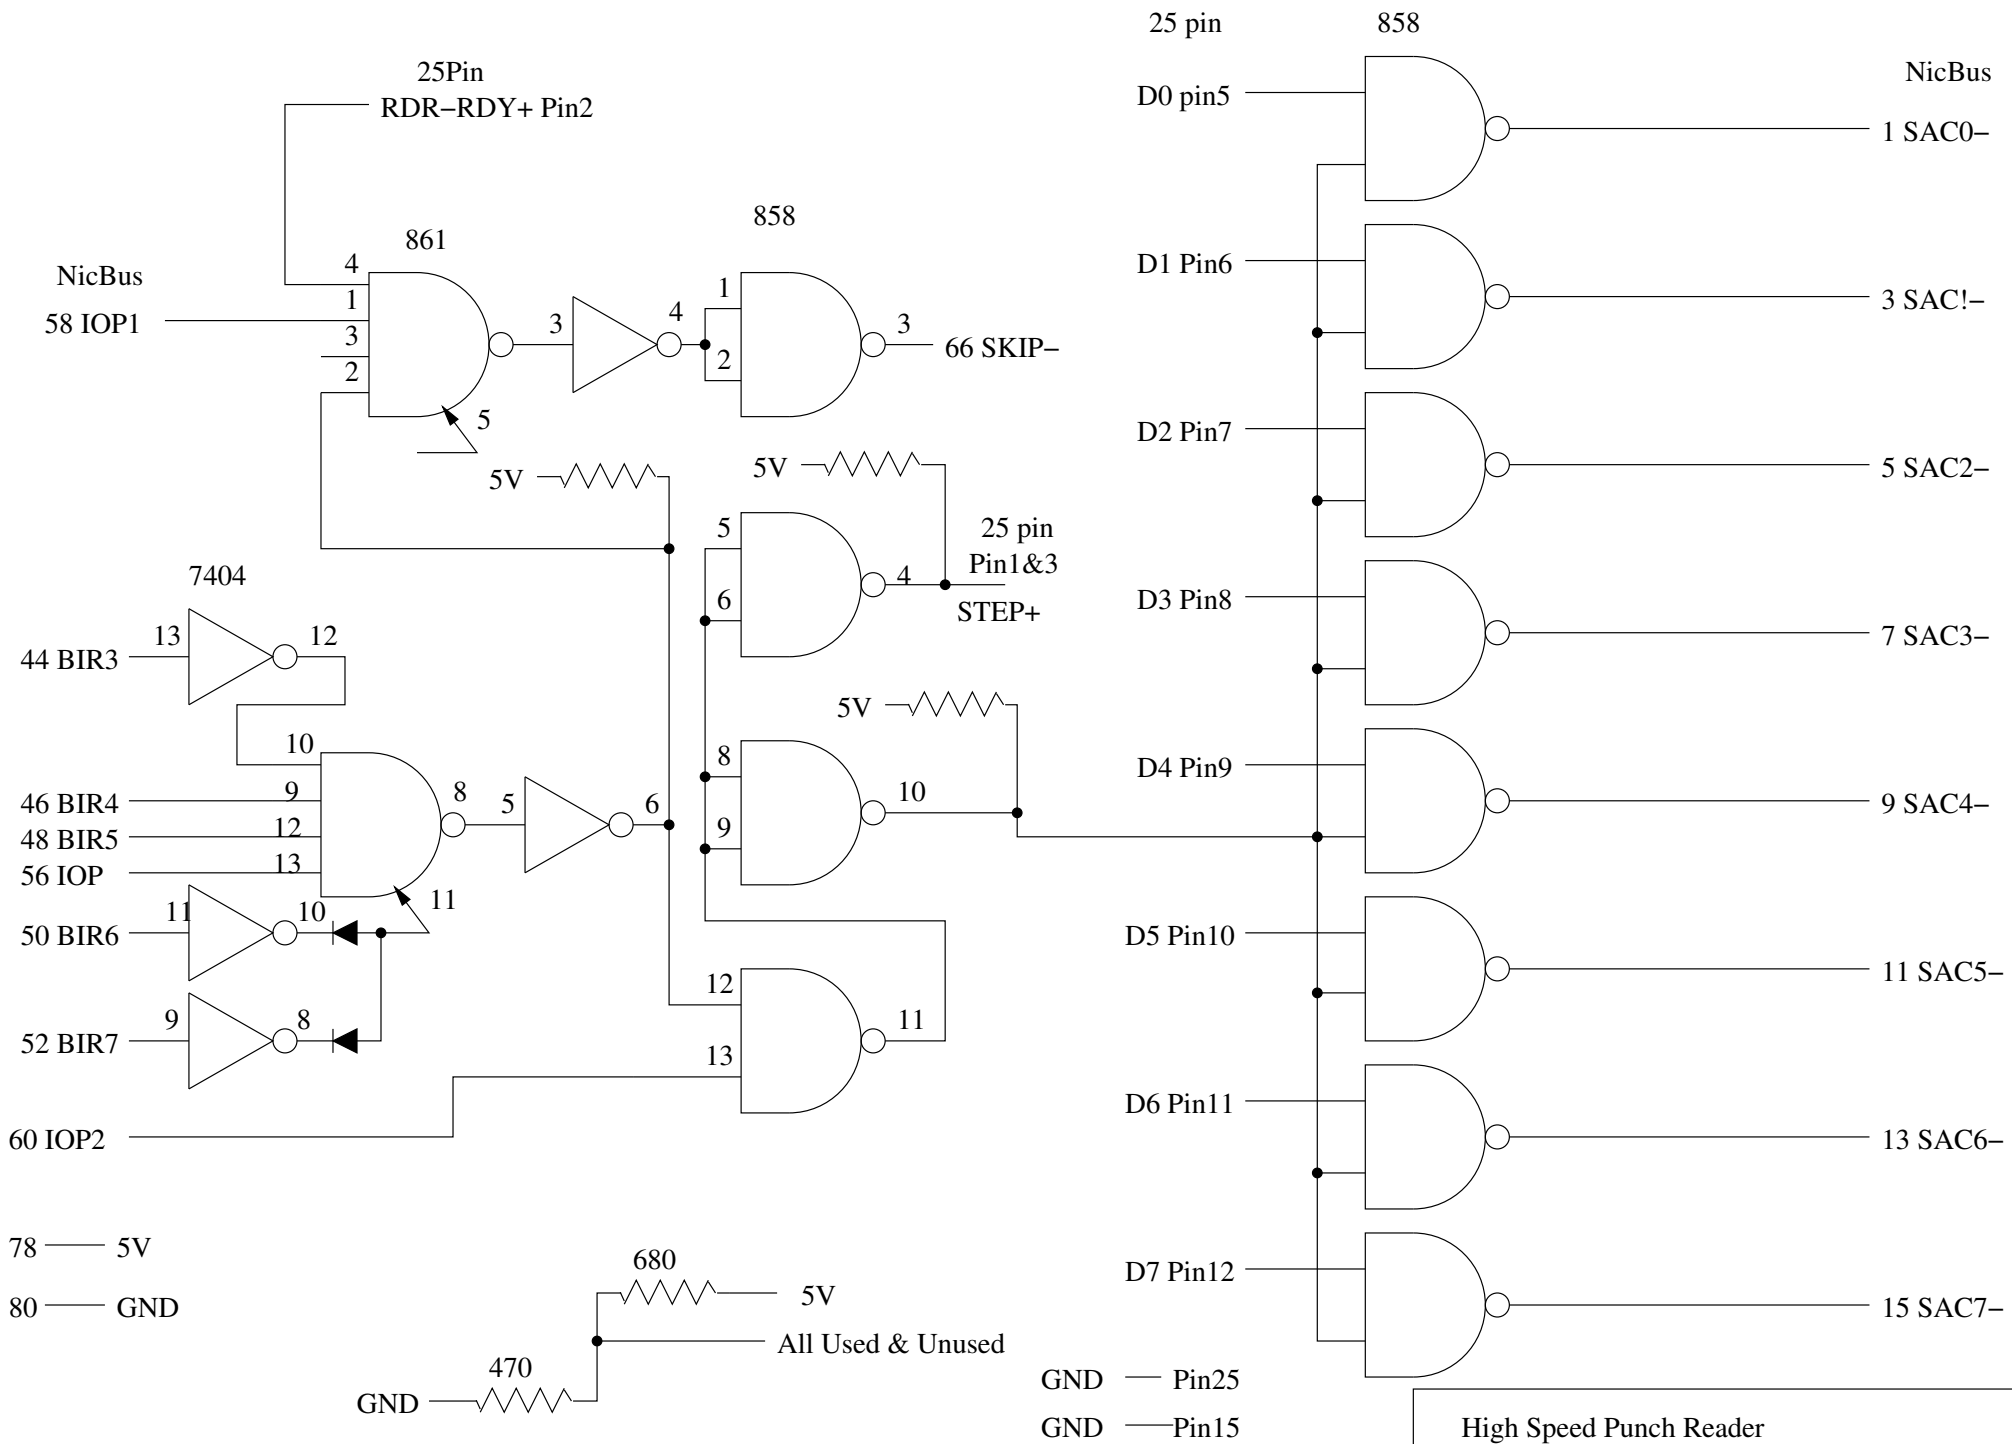 25 pin
858
25Pin
RDR−RDY+ Pin2
D0 pin5
NicBus
1 SAC0−
861
858
NicBus
58 IOP1
4
1
3
2
5
3
4
1
2
3
66 SKIP−
D1 Pin6
3 SAC!−
5V
5V
D2 Pin7
5 SAC2−
5
6
4
25 pin
Pin1&3
STEP+
7404
44 BIR3
13
12
D3 Pin8
7 SAC3−
5V
10
46 BIR4
9
48 BIR5
12
56 IOP
13
8
5
6
11
8
9
10
D4 Pin9
9 SAC4−
50 BIR6
11
10
52 BIR7
9
8
D5 Pin10
11 SAC5−
12
13
11
60 IOP2
D6 Pin11
13 SAC6−
78
5V
80
GND
680
5V
All Used & Unused
470
GND
D7 Pin12
15 SAC7−
GND
Pin25
GND
Pin15
High Speed Punch Reader